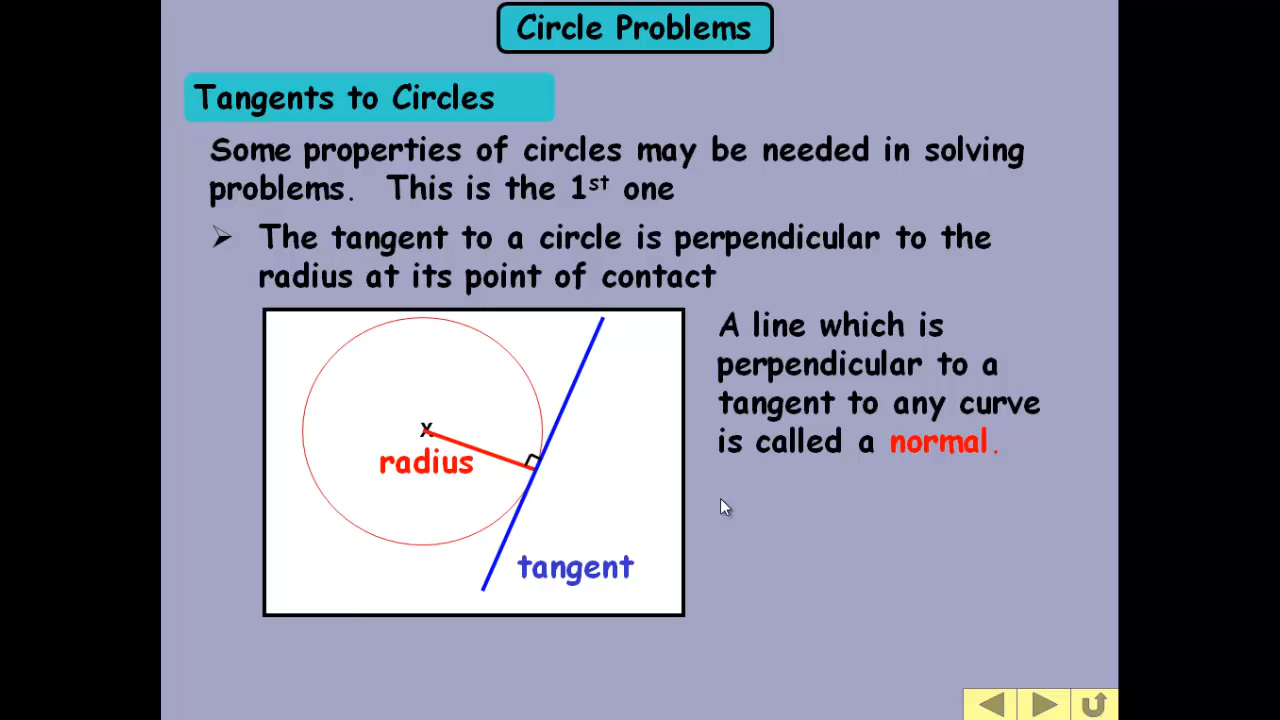 Circle Problems
Tangents to Circles
Some properties of circles may be needed in solving
problems. This is the 1st one
➢ The tangent to a circle is perpendicular to the
radius at its point of contact
A line which is
perpendicular to a
tangent to any curve
is called a normal.
x
radius
tangent